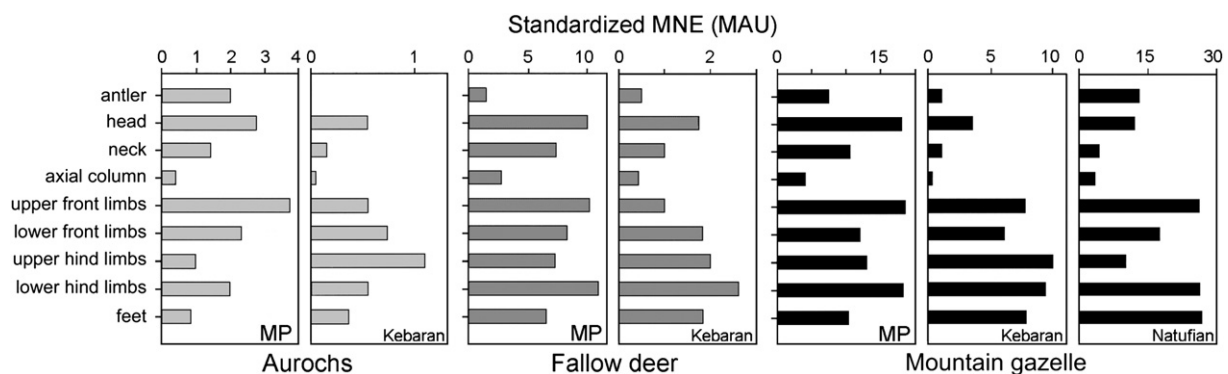 Standardized MNE (MAU)
0 1 2 3 4 0 1 0 5 10 0 2 0 15 0 5 10 0 15 30
antler
head
neck
axial column
upper front limbs
lower front limbs
upper hind limbs
lower hind limbs
feet
MP Kebaran MP Kebaran MP Kebaran Natufian
Aurochs Fallow deer Mountain gazelle